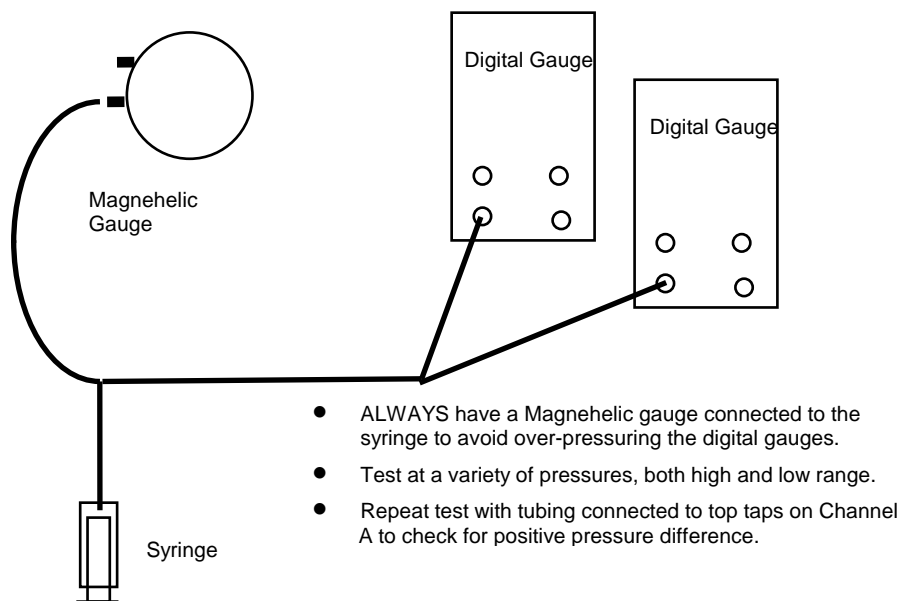 Digital Gauge
Digital Gauge
Magnehelic
Gauge
● ALWAYS have a Magnehelic gauge connected to the
syringe to avoid over-pressuring the digital gauges.
● Test at a variety of pressures, both high and low range.
● Repeat test with tubing connected to top taps on Channel
A to check for positive pressure difference.
Syringe